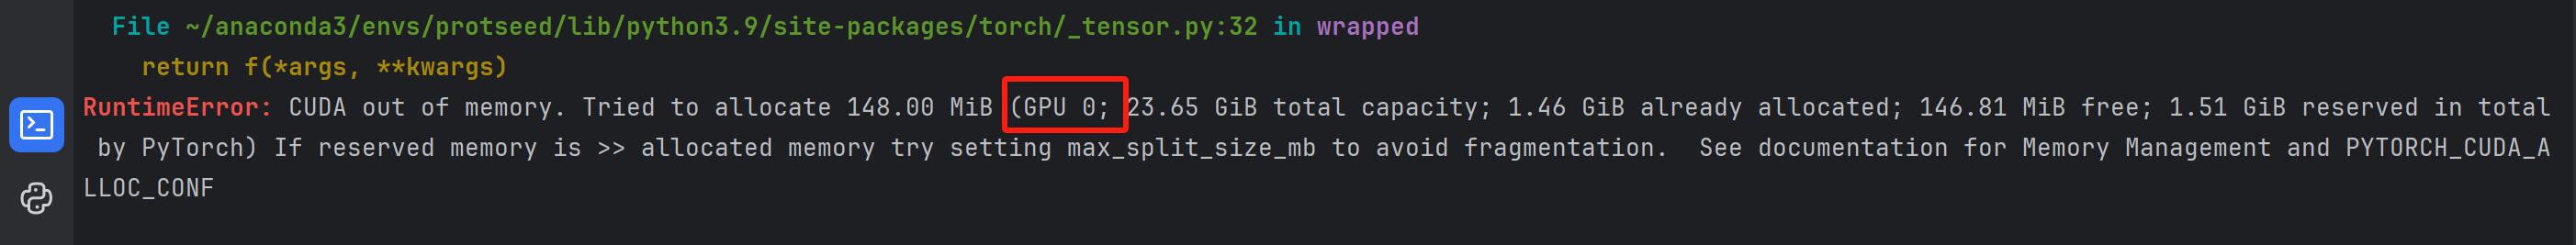 File ~/anaconda3/envs/protseed/lib/python3.9/site-packages/torch/_tensor.py:32 in wrapped
return f(*args, **kwargs)
RuntimeError: CUDA out of memory. Tried to allocate 148.00 MiB (GPU 0; 23.65 GiB total capacity; 1.46 GiB already allocated; 146.81 MiB free; 1.51 GiB reserved in total
by PyTorch) If reserved memory is >> allocated memory try setting max_split_size_mb to avoid fragmentation.  See documentation for Memory Management and PYTORCH_CUDA_A
LLOC_CONF